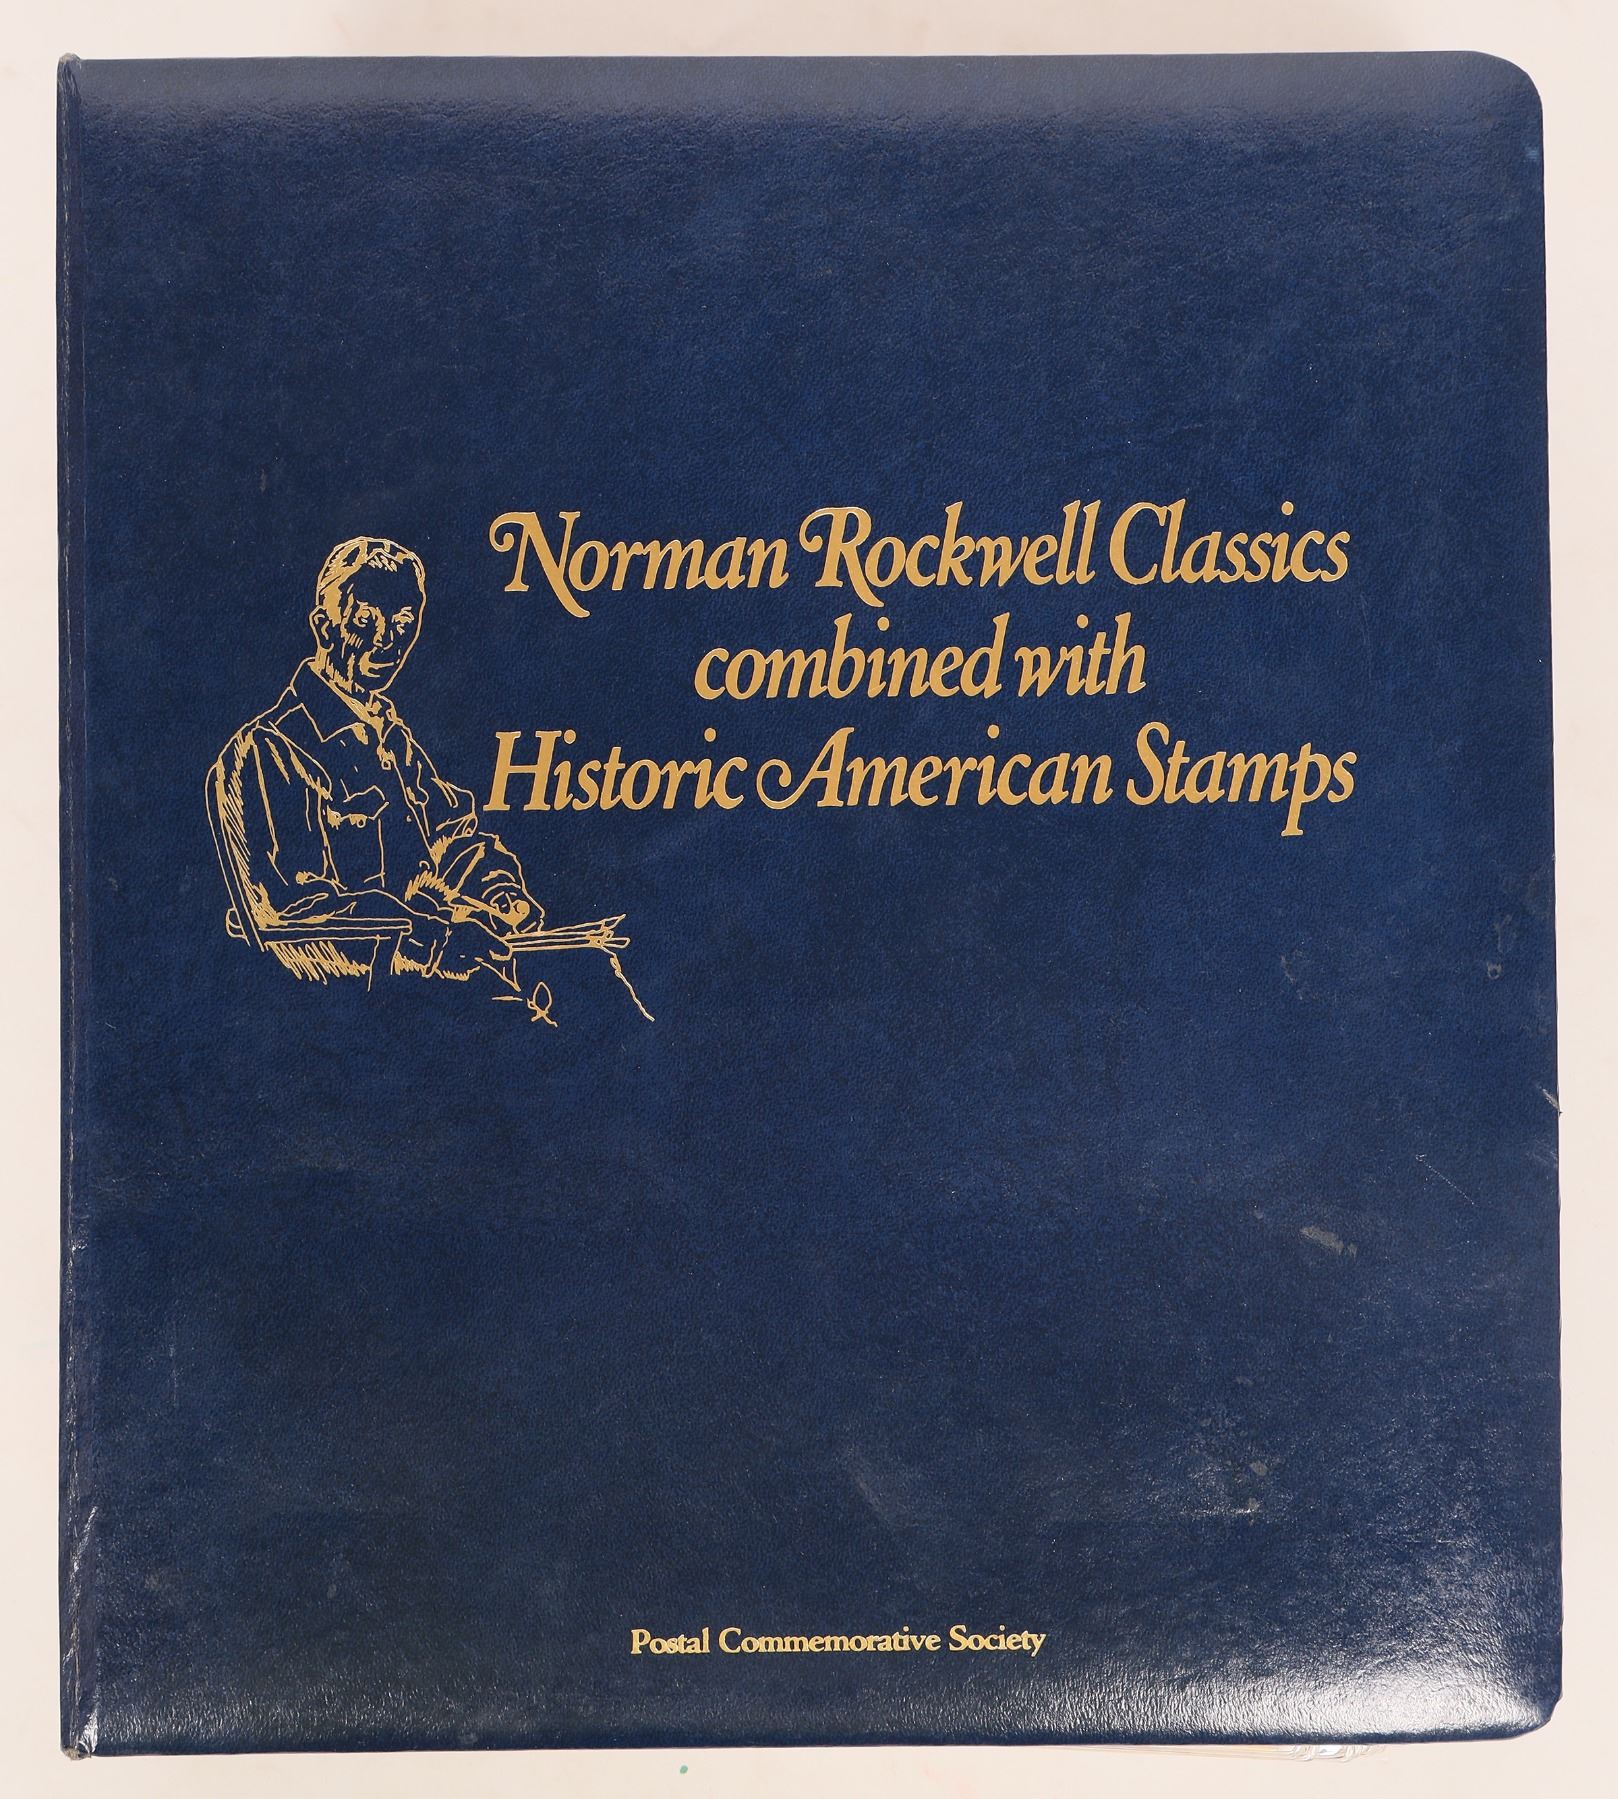 Norman Rockwell Classics
combined with
Historic American Stamps
Postal Commemorative Society